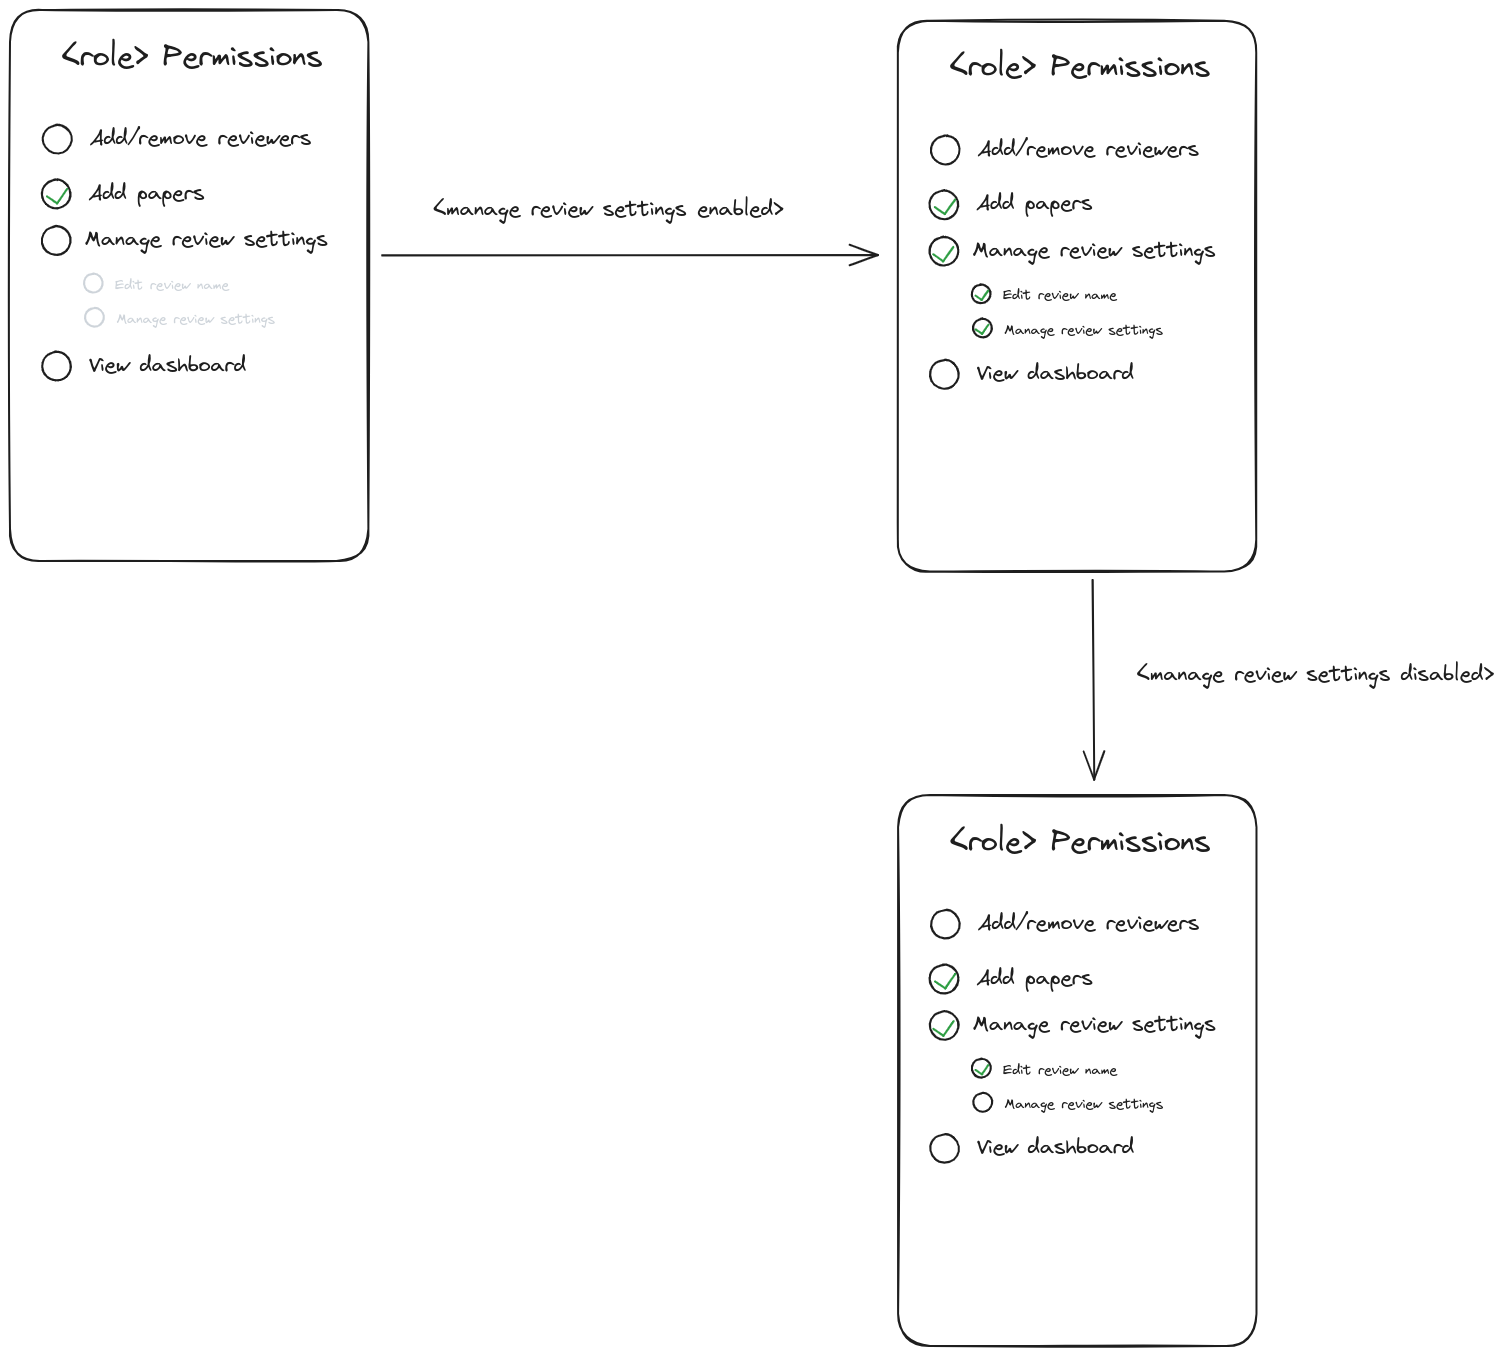 <role> Permissions
Add/remove reviewers
Add papers
Manage review settings
Edit review name
Manage review settings
View dashboard
<manage review settings enabled>
<role> Permissions
Add/remove reviewers
Add papers
Manage review settings
Edit review name
Manage review settings
View dashboard
<manage review settings disabled>
<role> Permissions
Add/remove reviewers
Add papers
Manage review settings
Edit review name
Manage review settings
View dashboard